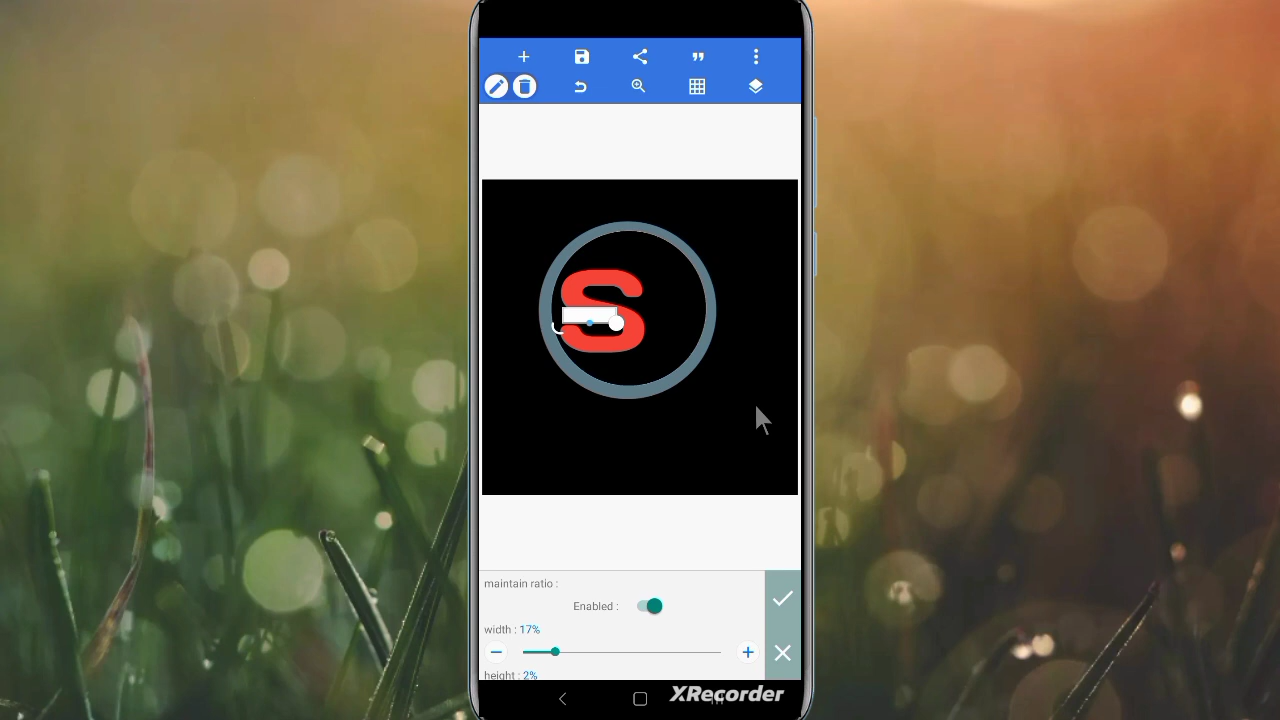 S
maintain ratio :
Enabled :
width : 17%
height : 2%
XRecorder